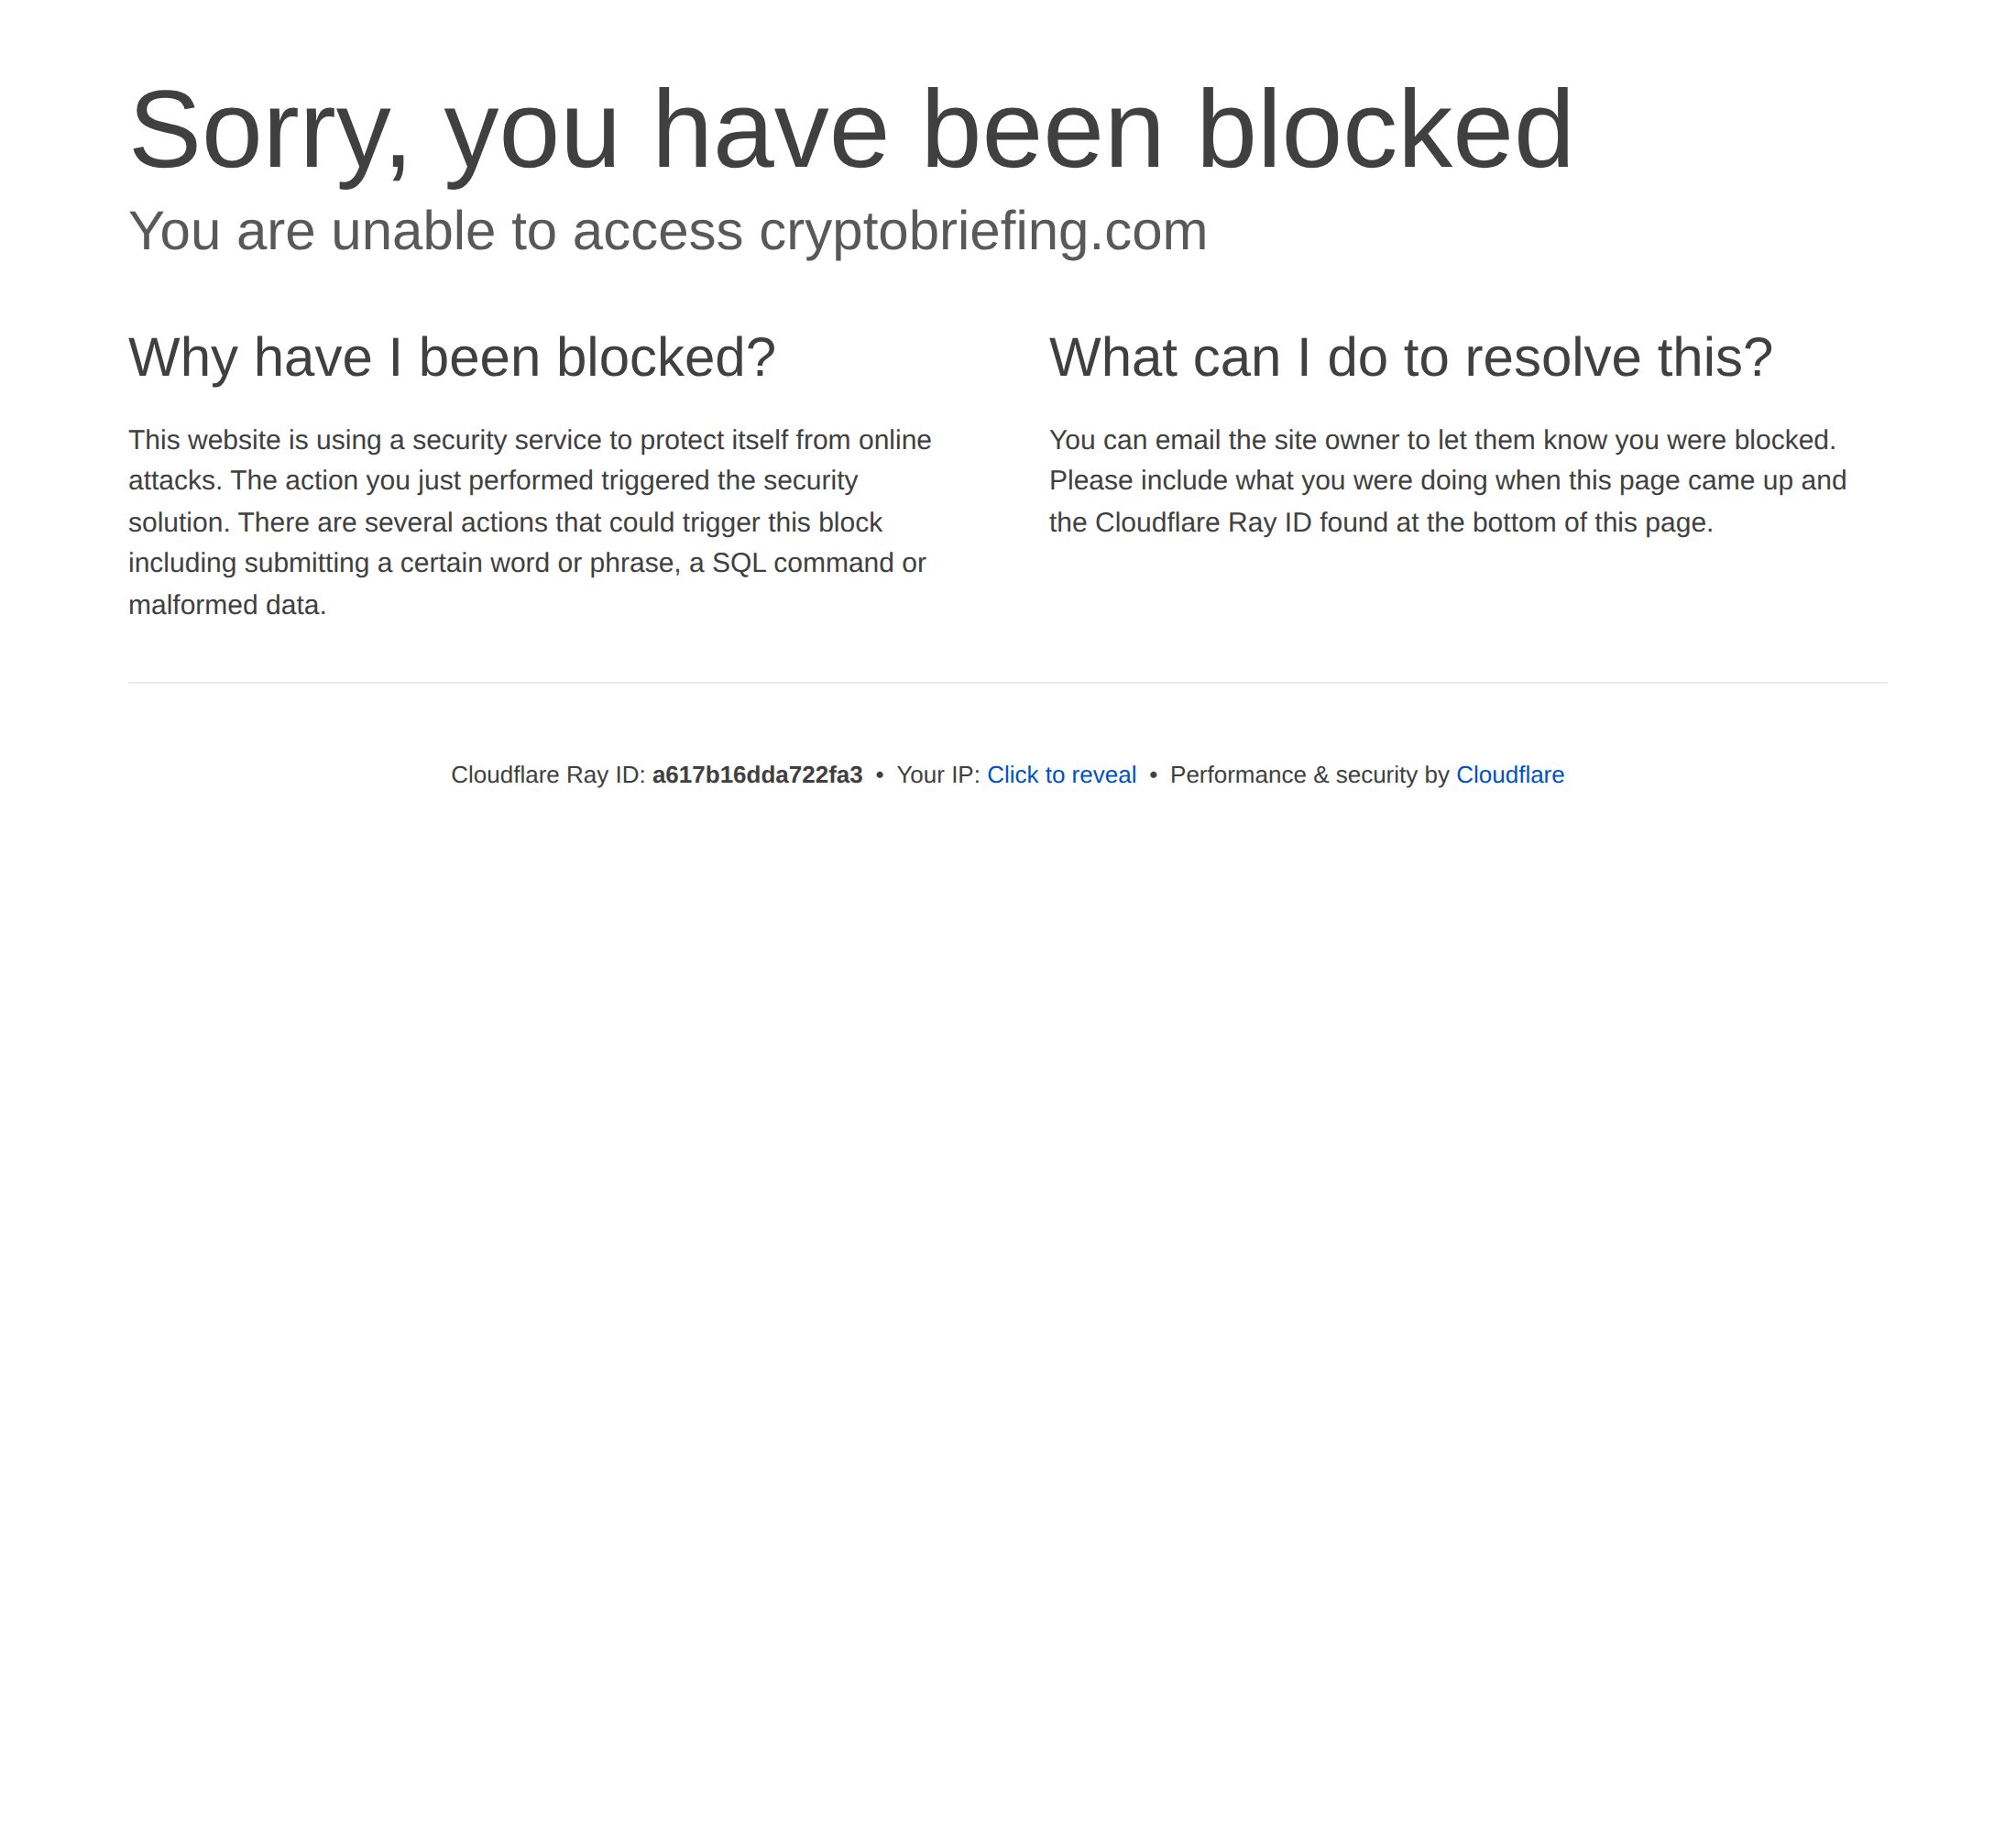 Sorry, you have been blocked
You are unable to access cryptobriefing.com
Why have I been blocked?
This website is using a security service to protect itself from online
attacks. The action you just performed triggered the security
solution. There are several actions that could trigger this block
including submitting a certain word or phrase, a SQL command or
malformed data.
What can I do to resolve this?
You can email the site owner to let them know you were blocked.
Please include what you were doing when this page came up and
the Cloudflare Ray ID found at the bottom of this page.
Cloudflare Ray ID: a617b16dda722fa3 • Your IP: Click to reveal • Performance & security by Cloudflare